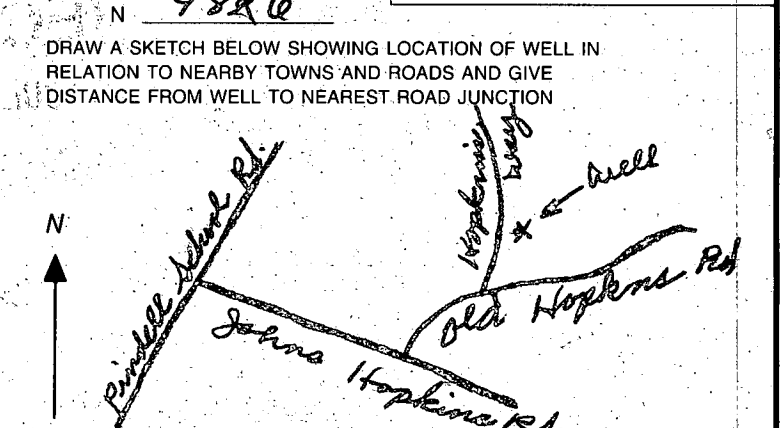 N
DRAW A SKETCH BELOW SHOWING LOCATION OF WELL IN
RELATION TO NEARBY TOWNS AND ROADS AND GIVE
DISTANCE FROM WELL TO NEAREST ROAD JUNCTION
Hopkins Way
well
Pindell School Rd.
N
Old Hopkins Rd
Johns Hopkins Rd